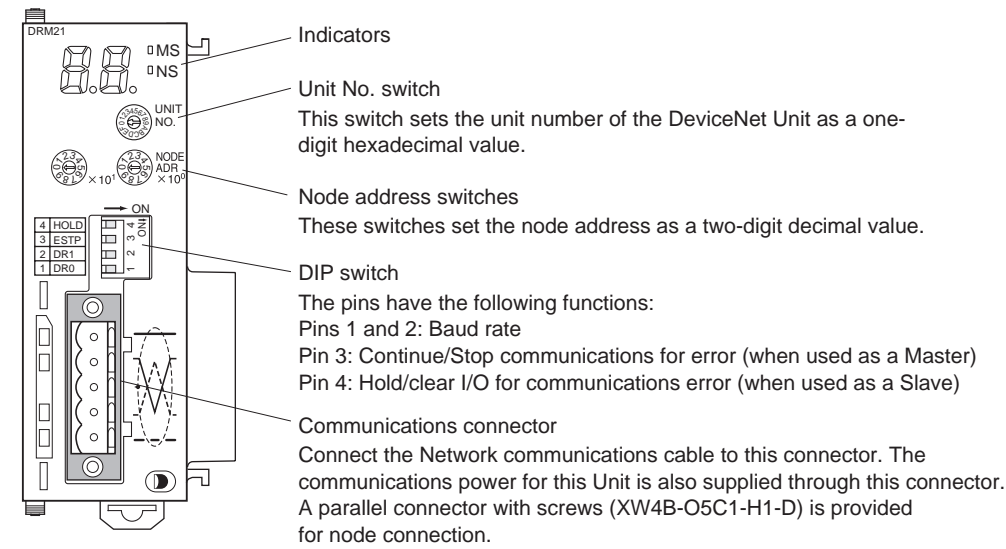 DRM21
MS
NS
Indicators
UNIT
NO.
Unit No. switch
This switch sets the unit number of the DeviceNet Unit as a one-
digit hexadecimal value.
NODE
ADR
×10¹
×10⁰
Node address switches
These switches set the node address as a two-digit decimal value.
ON
4 HOLD
3 ESTP
2 DR1
1 DR0
4
3
2
1
ON
DIP switch
The pins have the following functions:
Pins 1 and 2: Baud rate
Pin 3: Continue/Stop communications for error (when used as a Master)
Pin 4: Hold/clear I/O for communications error (when used as a Slave)
Communications connector
Connect the Network communications cable to this connector. The
communications power for this Unit is also supplied through this connector.
A parallel connector with screws (XW4B-O5C1-H1-D) is provided
for node connection.